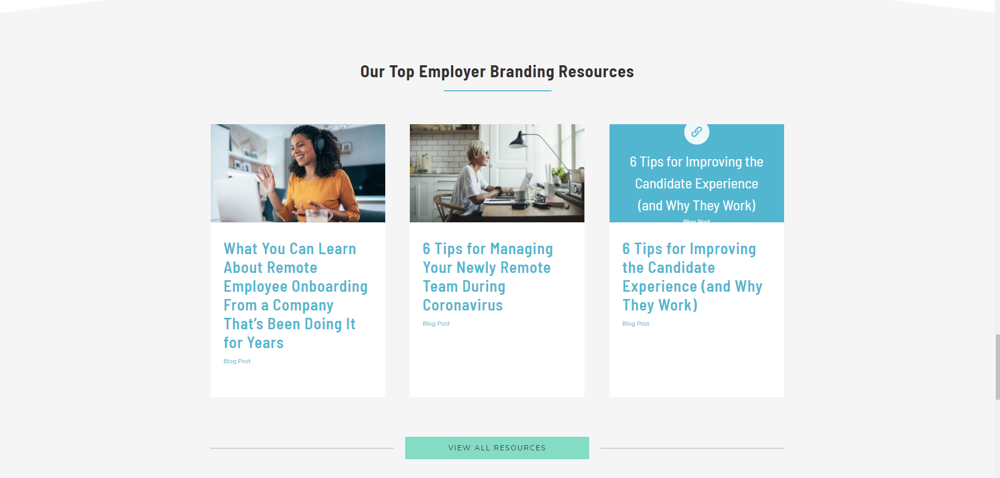 Our Top Employer Branding Resources
6 Tips for Improving the
Candidate Experience
(and Why They Work)
Blog Post
What You Can Learn
About Remote
Employee Onboarding
From a Company
That’s Been Doing It
for Years
Blog Post
6 Tips for Managing
Your Newly Remote
Team During
Coronavirus
Blog Post
6 Tips for Improving
the Candidate
Experience (and Why
They Work)
Blog Post
VIEW ALL RESOURCES